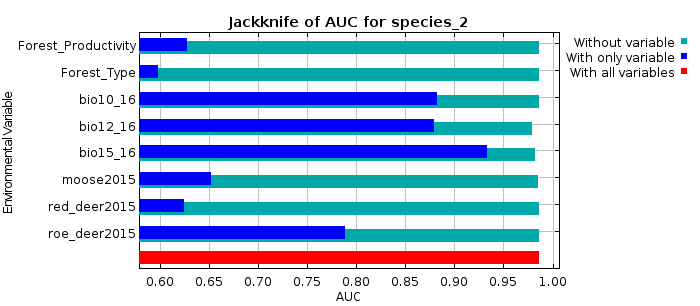 Jackknife of AUC for species_2
Environmental Variable
Forest_Productivity
Forest_Type
bio10_16
bio12_16
bio15_16
moose2015
red_deer2015
roe_deer2015
0.60 0.65 0.70 0.75 0.80 0.85 0.90 0.95 1.00
AUC
Without variable
With only variable
With all variables